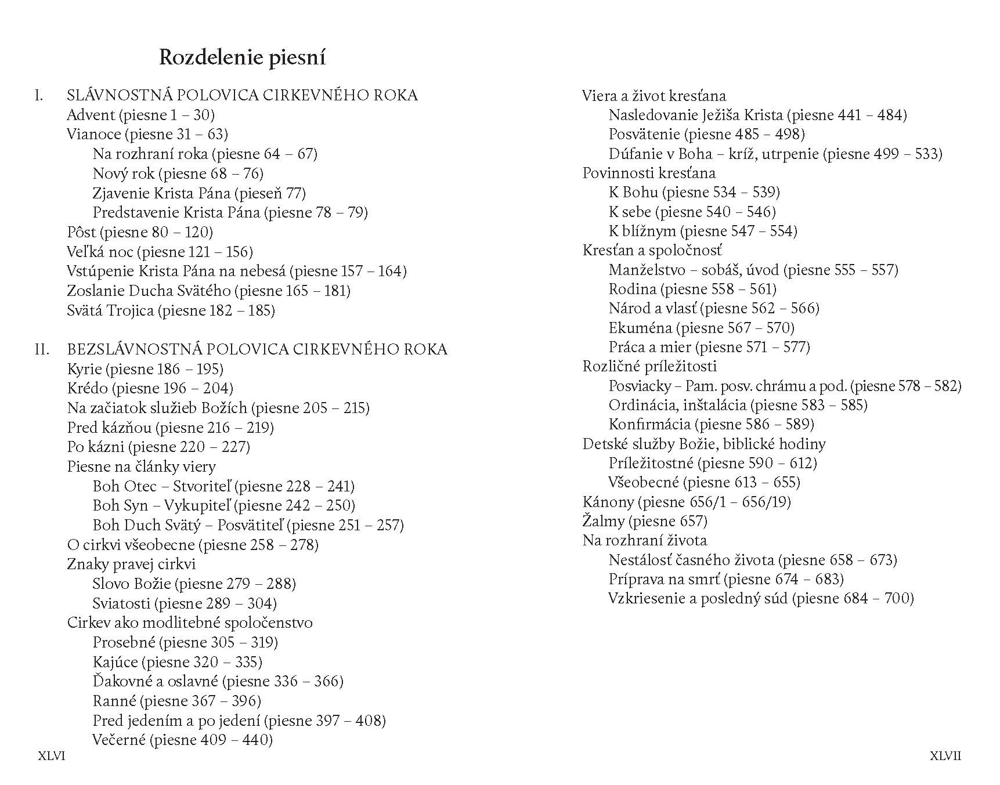 Rozdelenie piesní
I. SLÁVNOSTNÁ POLOVICA CIRKEVNÉHO ROKA
Advent (piesne 1 – 30)
Vianoce (piesne 31 – 63)
Na rozhraní roka (piesne 64 – 67)
Nový rok (piesne 68 – 76)
Zjavenie Krista Pána (pieseň 77)
Predstavenie Krista Pána (piesne 78 – 79)
Pôst (piesne 80 – 120)
Veľká noc (piesne 121 – 156)
Vstúpenie Krista Pána na nebesá (piesne 157 – 164)
Zoslanie Ducha Svätého (piesne 165 – 181)
Svätá Trojica (piesne 182 – 185)
II. BEZSLÁVNOSTNÁ POLOVICA CIRKEVNÉHO ROKA
Kyrie (piesne 186 – 195)
Krédo (piesne 196 – 204)
Na začiatok služieb Božích (piesne 205 – 215)
Pred kázňou (piesne 216 – 219)
Po kázni (piesne 220 – 227)
Piesne na články viery
Boh Otec – Stvoriteľ (piesne 228 – 241)
Boh Syn – Vykupiteľ (piesne 242 – 250)
Boh Duch Svätý – Posvätiteľ (piesne 251 – 257)
O cirkvi všeobecne (piesne 258 – 278)
Znaky pravej cirkvi
Slovo Božie (piesne 279 – 288)
Sviatosti (piesne 289 – 304)
Cirkev ako modlitebné spoločenstvo
Prosebné (piesne 305 – 319)
Kajúce (piesne 320 – 335)
Ďakovné a oslavné (piesne 336 – 366)
Ranné (piesne 367 – 396)
Pred jedením a po jedení (piesne 397 – 408)
Večerné (piesne 409 – 440)
XLVI
Viera a život kresťana
Nasledovanie Ježiša Krista (piesne 441 – 484)
Posvätenie (piesne 485 – 498)
Dúfanie v Boha – kríž, utrpenie (piesne 499 – 533)
Povinnosti kresťana
K Bohu (piesne 534 – 539)
K sebe (piesne 540 – 546)
K blížnym (piesne 547 – 554)
Kresťan a spoločnosť
Manželstvo – sobáš, úvod (piesne 555 – 557)
Rodina (piesne 558 – 561)
Národ a vlasť (piesne 562 – 566)
Ekuména (piesne 567 – 570)
Práca a mier (piesne 571 – 577)
Rozličné príležitosti
Posviacky – Pam. posv. chrámu a pod. (piesne 578 – 582)
Ordinácia, inštalácia (piesne 583 – 585)
Konfirmácia (piesne 586 – 589)
Detské služby Božie, biblické hodiny
Príležitostné (piesne 590 – 612)
Všeobecné (piesne 613 – 655)
Kánony (piesne 656/1 – 656/19)
Žalmy (piesne 657)
Na rozhraní života
Nestálosť časného života (piesne 658 – 673)
Príprava na smrť (piesne 674 – 683)
Vzkriesenie a posledný súd (piesne 684 – 700)
XLVII